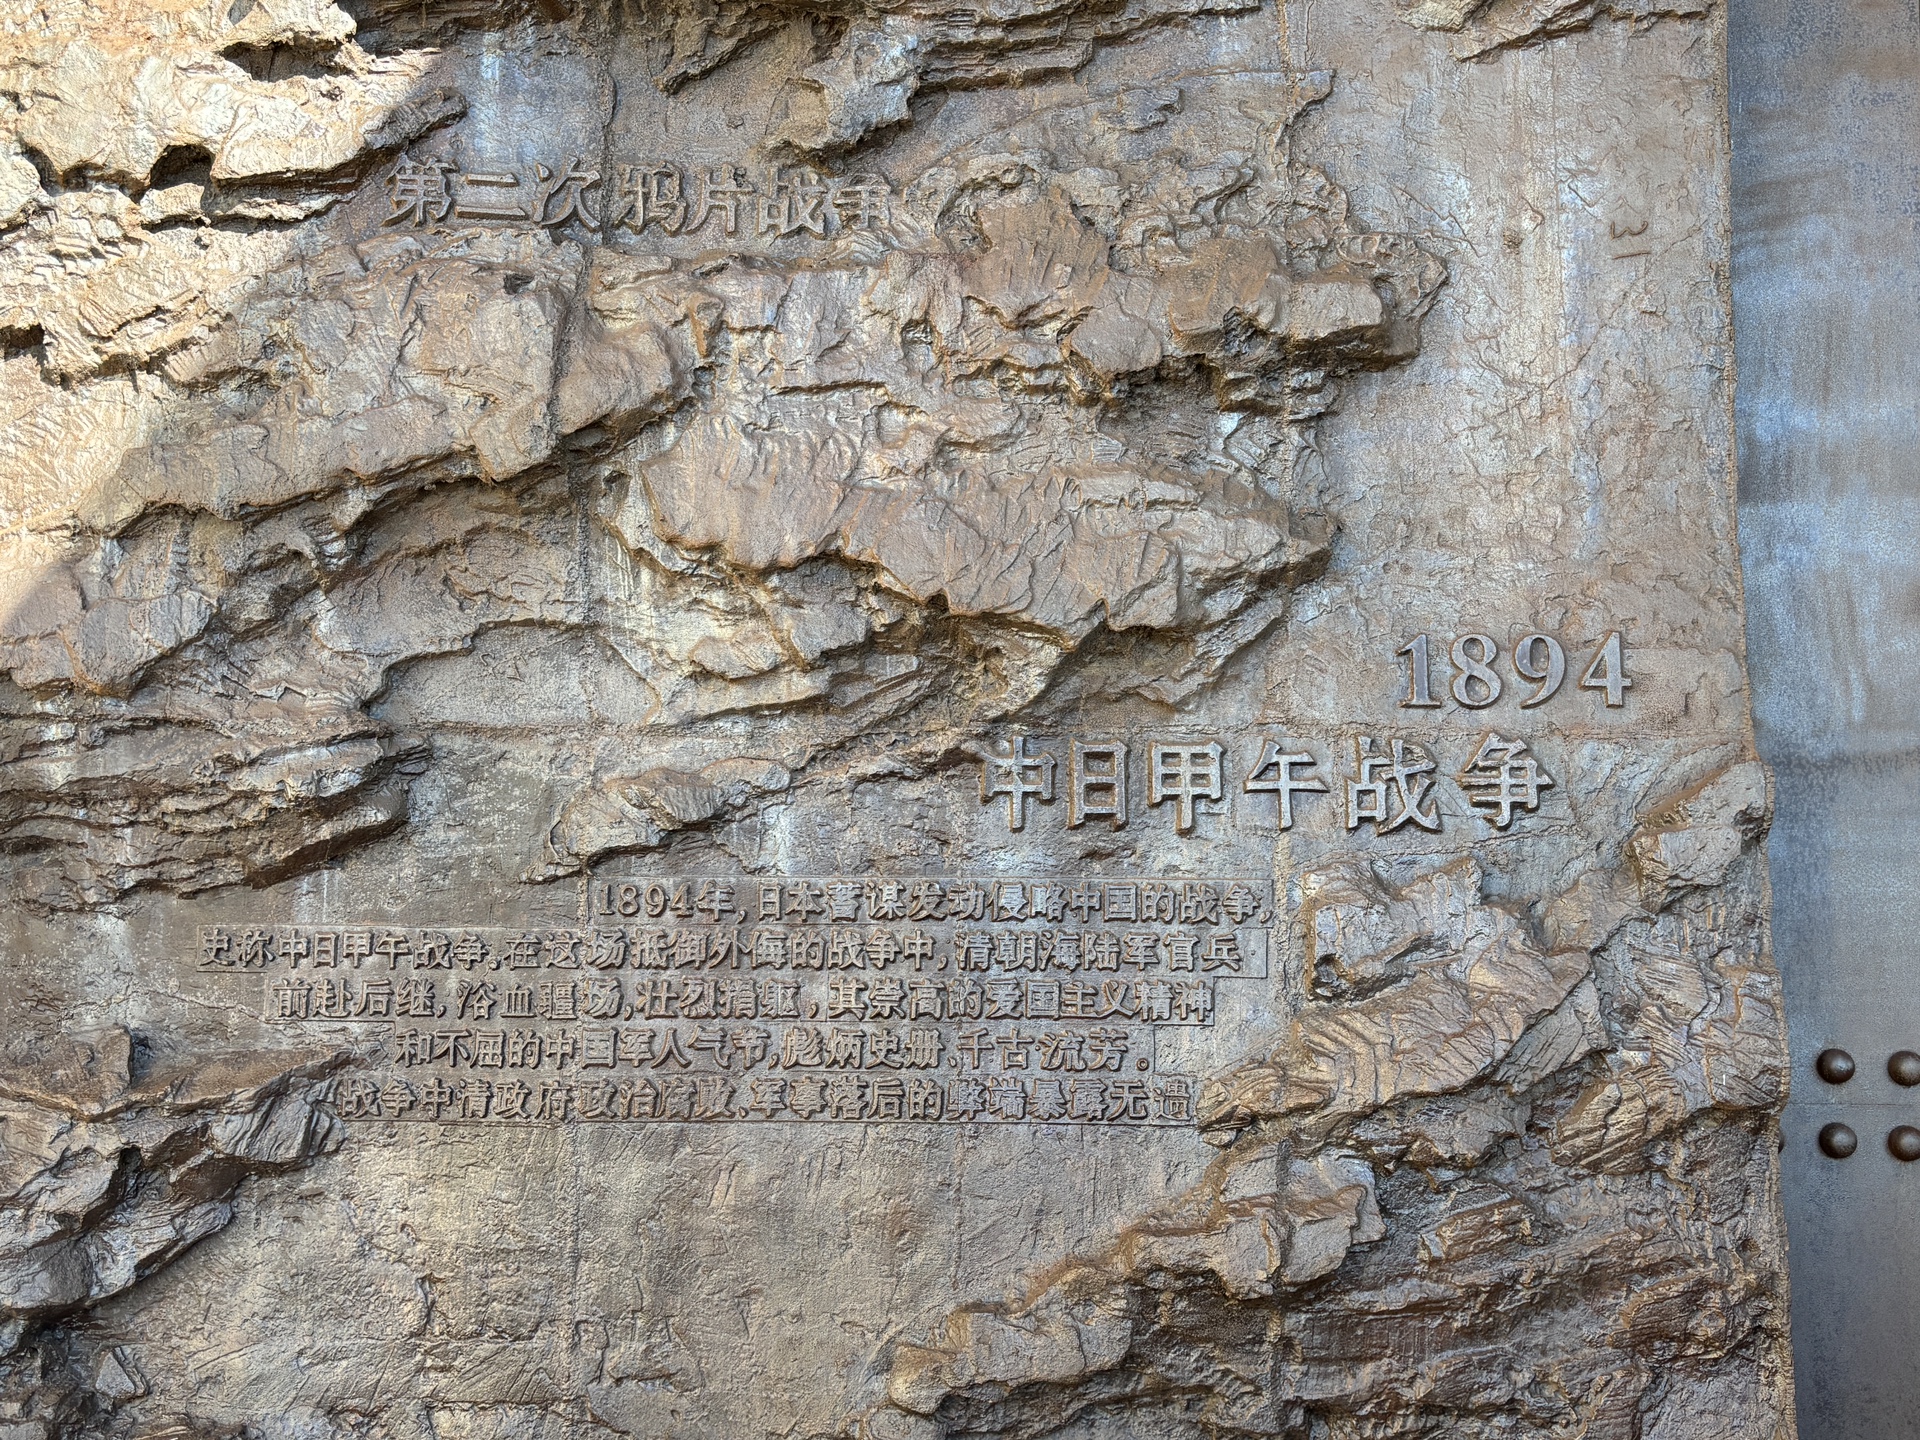 第二次鸦片战争
31
1894
中日甲午战争
1894年,日本蓄谋发动侵略中国的战争,
史称中日甲午战争,在这场抵御外侮的战争中,清朝海陆军官兵
前赴后继,浴血疆场,壮烈捐躯,其崇高的爱国主义精神
和不屈的中国军人气节,彪炳史册、千古流芳。
战争中清政府政治腐败、军事落后的弊端暴露无遗